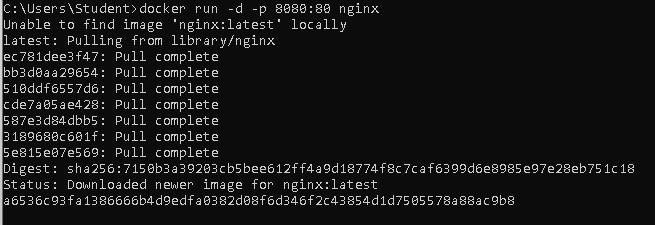 C:\Users\Student>docker run -d -p 8080:80 nginx
Unable to find image 'nginx:latest' locally
latest: Pulling from library/nginx
ec781dee3f47: Pull complete
bb3d0aa29654: Pull complete
510ddf6557d6: Pull complete
cde7a05ae428: Pull complete
587e3d84dbb5: Pull complete
3189680c601f: Pull complete
5e815e07e569: Pull complete
Digest: sha256:7150b3a39203cb5bee612ff4a9d18774f8c7caf6399d6e8985e97e28eb751c18
Status: Downloaded newer image for nginx:latest
a6536c93fa1386666b4d9edfa0382d08f6d346f2c43854d1d7505578a88ac9b8